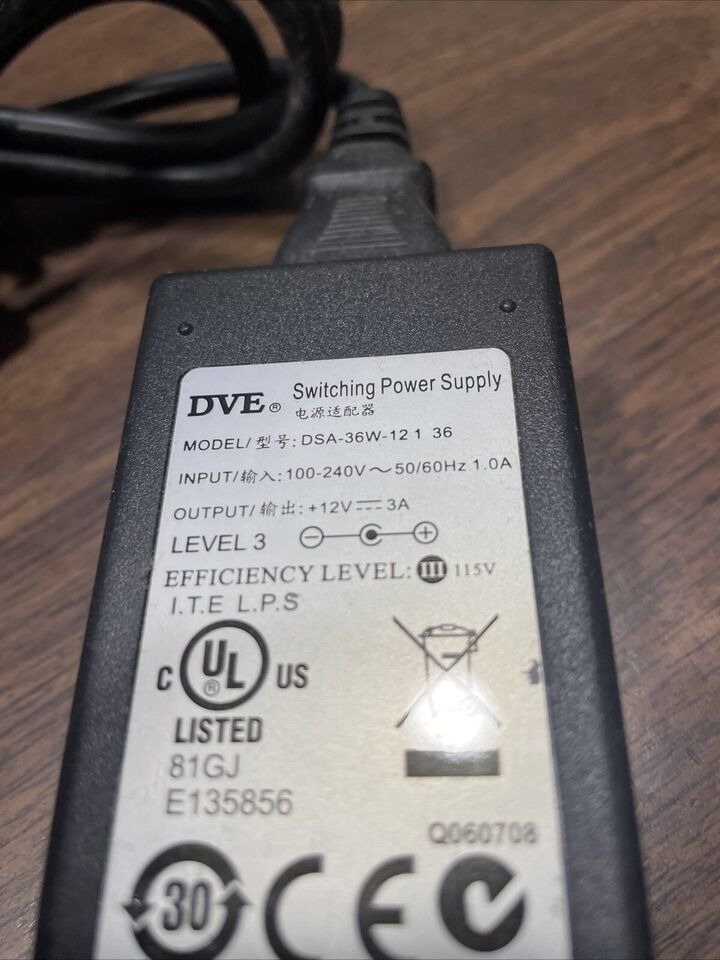 DVE® Switching Power Supply
电源适配器
MODEL/型号: DSA-36W-12 1 36
INPUT/输入: 100-240V～50/60Hz 1.0A
OUTPUT/输出: +12V⎓3A
LEVEL 3
EFFICIENCY LEVEL: III 115V
I.T.E L.P.S
C UL® US
LISTED
81GJ
E135856
Q060708
30 CE